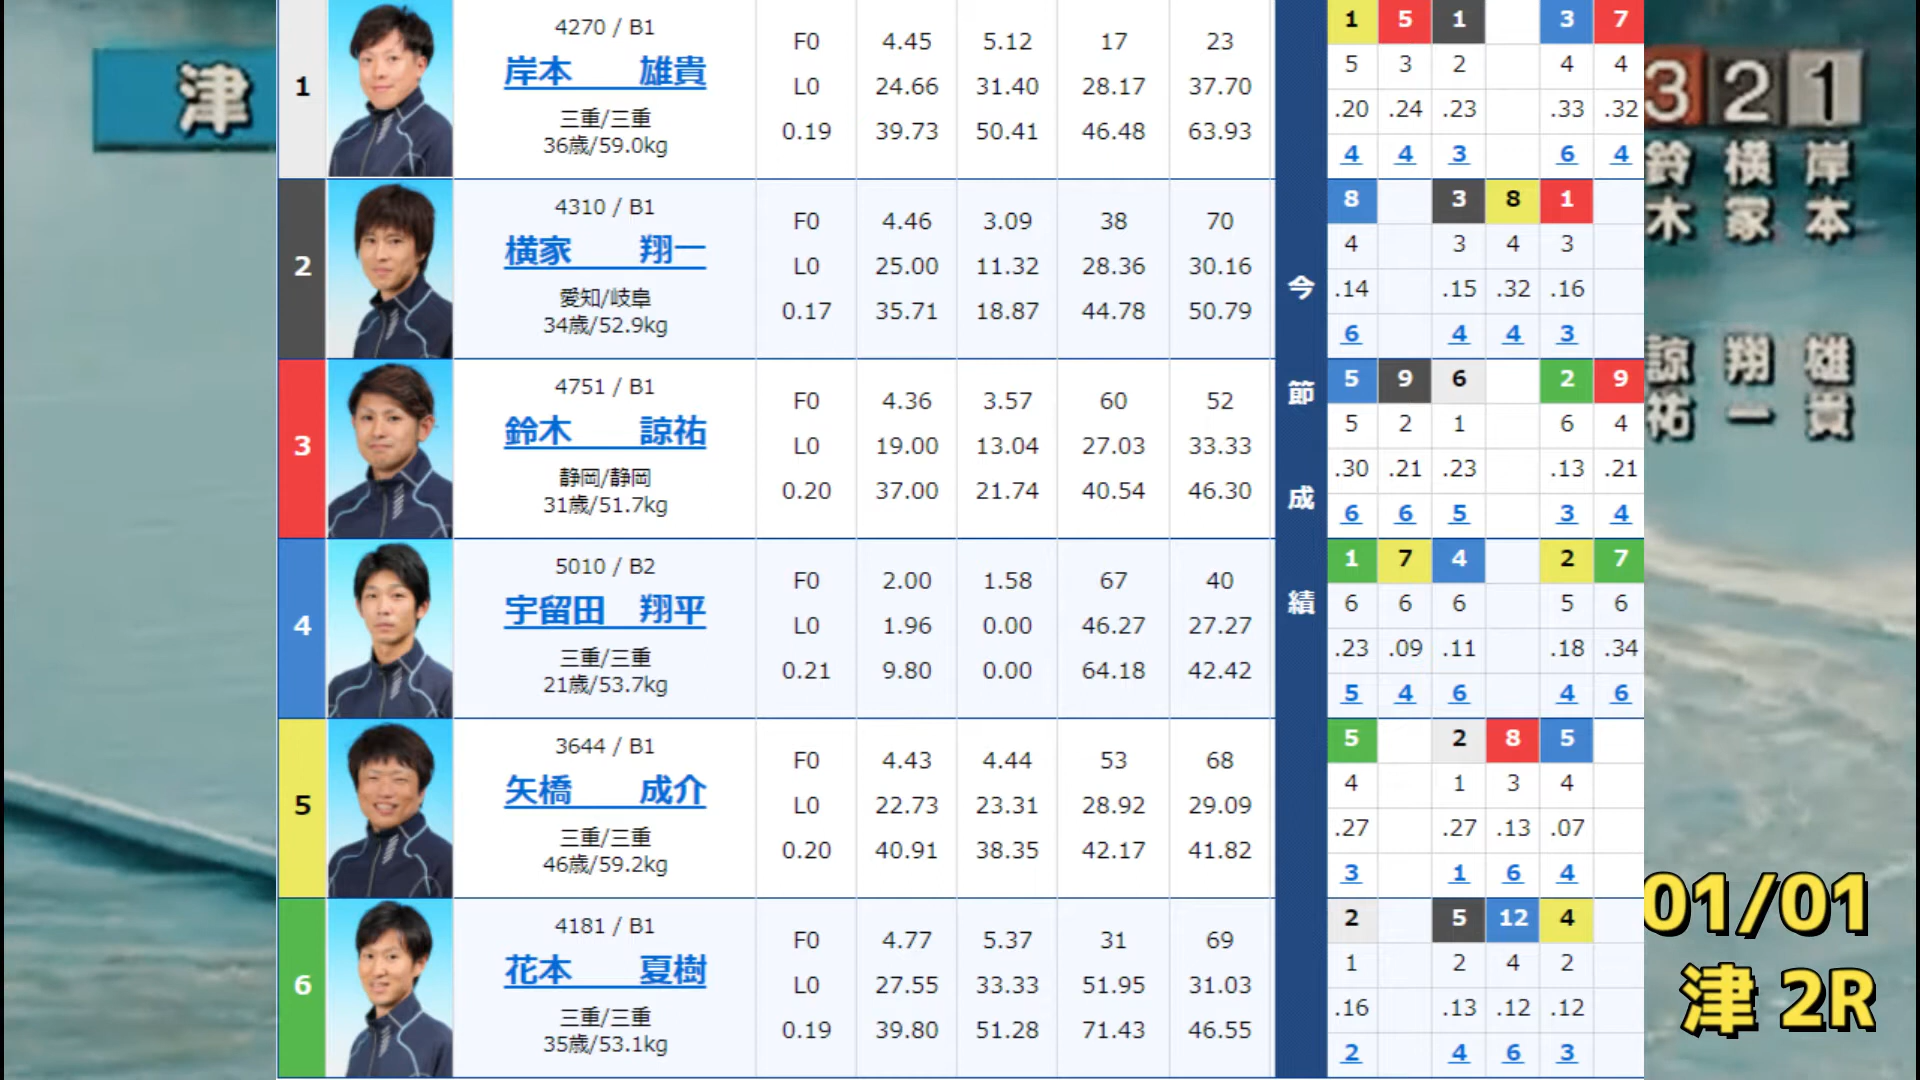 津
1
4270 / B1
岸本 雄貴
三重/三重
36歳/59.0kg
F0 4.45 5.12 17 23
L0 24.66 31.40 28.17 37.70
0.19 39.73 50.41 46.48 63.93
1 5 1 3 7
5 3 2 4 4
.20 .24 .23 .33 .32
4 4 3 6 4
2
4310 / B1
横家 翔一
愛知/岐阜
34歳/52.9kg
F0 4.46 3.09 38 70
L0 25.00 11.32 28.36 30.16
0.17 35.71 18.87 44.78 50.79
8 3 8 1
4 3 4 3
.14 .15 .32 .16
6 4 4 3
3
4751 / B1
鈴木 諒祐
静岡/静岡
31歳/51.7kg
F0 4.36 3.57 60 52
L0 19.00 13.04 27.03 33.33
0.20 37.00 21.74 40.54 46.30
5 9 6 2 9
5 2 1 6 4
.30 .21 .23 .13 .21
6 6 5 3 4
4
5010 / B2
宇留田 翔平
三重/三重
21歳/53.7kg
F0 2.00 1.58 67 40
L0 1.96 0.00 46.27 27.27
0.21 9.80 0.00 64.18 42.42
1 7 4 2 7
6 6 6 5 6
.23 .09 .11 .18 .34
5 4 6 4 6
5
3644 / B1
矢橋 成介
三重/三重
46歳/59.2kg
F0 4.43 4.44 53 68
L0 22.73 23.31 28.92 29.09
0.20 40.91 38.35 42.17 41.82
5 2 8 5
4 1 3 4
.27 .27 .13 .07
3 1 6 4
6
4181 / B1
花本 夏樹
三重/三重
35歳/53.1kg
F0 4.77 5.37 31 69
L0 27.55 33.33 51.95 31.03
0.19 39.80 51.28 71.43 46.55
2 5 12 4
1 2 4 2
.16 .13 .12 .12
2 4 6 3
今節成績
3 2 1
岸本 雄貴
横家 翔一
鈴木 諒祐
01/01
津 2R